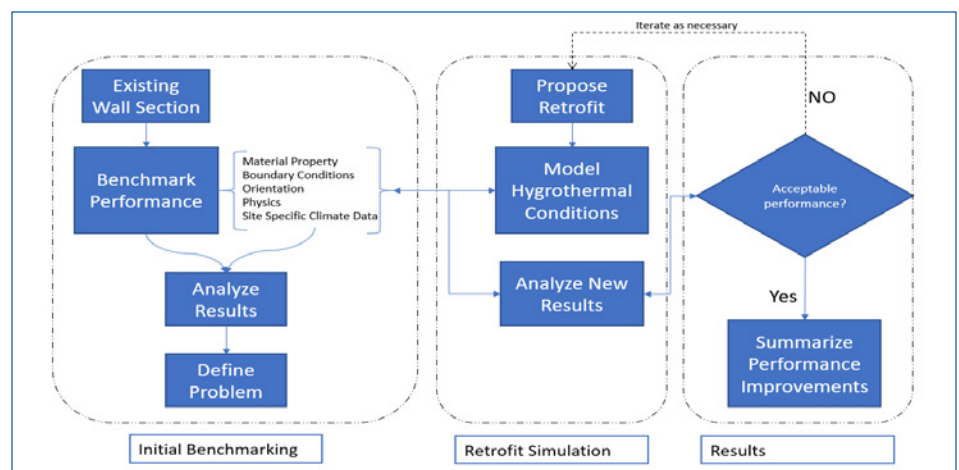 Iterate as necessary
Existing
Wall Section
Benchmark
Performance
Material Property
Boundary Conditions
Orientation
Physics
Site Specific Climate Data
Analyze
Results
Define
Problem
Initial Benchmarking
Propose
Retrofit
Model
Hygrothermal
Conditions
Analyze New
Results
Retrofit Simulation
NO
Acceptable
performance?
Yes
Summarize
Performance
Improvements
Results